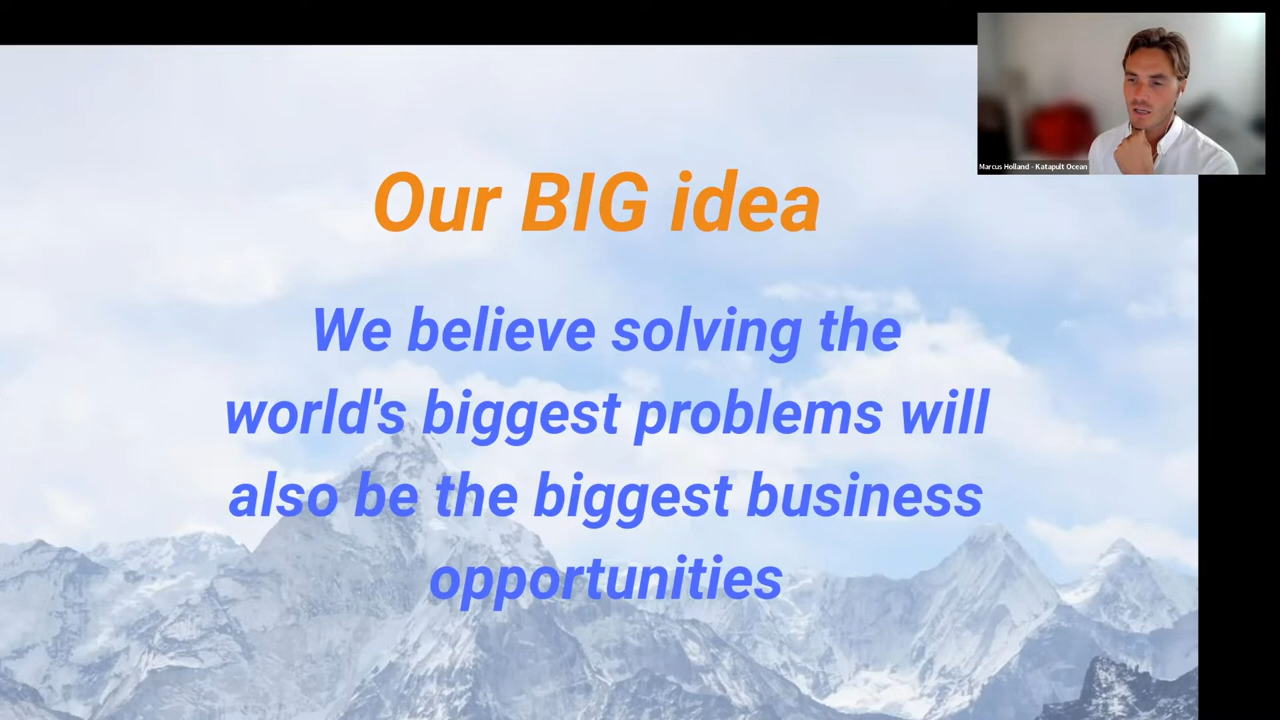 Marcus Holland - Katapult Ocean
Our BIG idea
We believe solving the
world's biggest problems will
also be the biggest business
opportunities